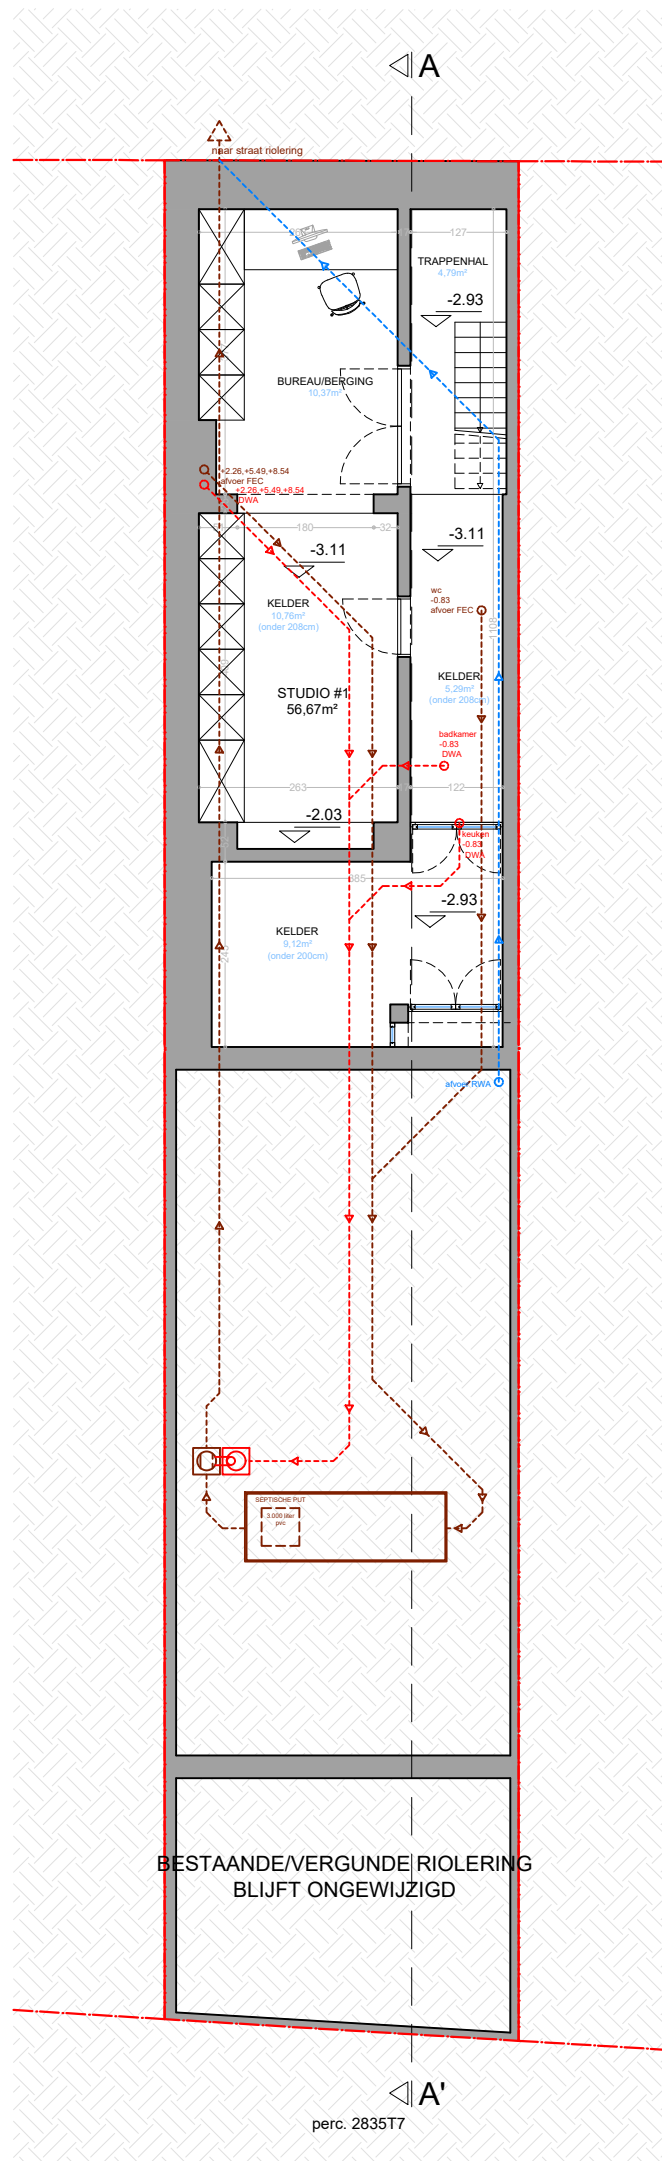 A
naar straat riolering
127
TRAPPENHAL
4,79m²
-2.93
BUREAU/BERGING
10,37m²
+2.26,+5.49,+8.54
afvoer FEC
+2.26,+5.49,+8.54
DWA
180
32
-3.11
-3.11
wc
-0.83
afvoer FEC
KELDER
10,76m²
(onder 208cm)
1108
KELDER
5,29m²
(onder 208cm)
STUDIO #1
56,67m²
badkamer
-0.83
DWA
263
122
-2.03
keuken
-0.83
DWA
385
-2.93
KELDER
9,12m²
(onder 200cm)
245
afvoer RWA
SEPTISCHE PUT
3.000 liter
pvc
BESTAANDE/VERGUNDE RIOLERING
BLIJFT ONGEWIJZIGD
A'
perc. 2835T7